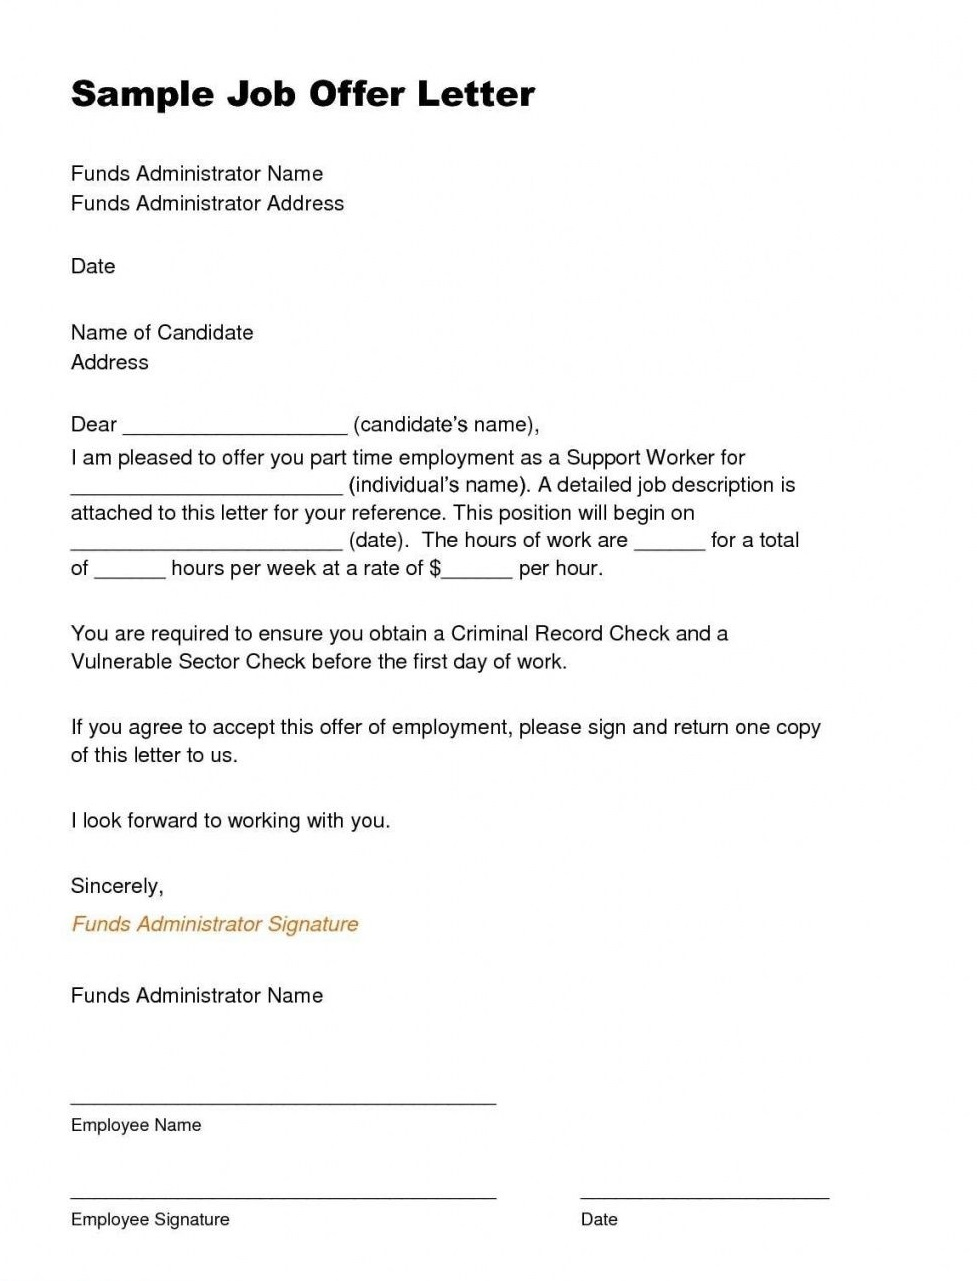 Sample Job Offer Letter
Funds Administrator Name
Funds Administrator Address
Date
Name of Candidate
Address
Dear ___________________ (candidate's name),
I am pleased to offer you part time employment as a Support Worker for
_______________________ (individual's name). A detailed job description is
attached to this letter for your reference. This position will begin on
_______________________ (date).  The hours of work are ______ for a total
of ______ hours per week at a rate of $______ per hour.
You are required to ensure you obtain a Criminal Record Check and a
Vulnerable Sector Check before the first day of work.
If you agree to accept this offer of employment, please sign and return one copy
of this letter to us.
I look forward to working with you.
Sincerely,
Funds Administrator Signature
Funds Administrator Name
Employee Name
Employee Signature Date